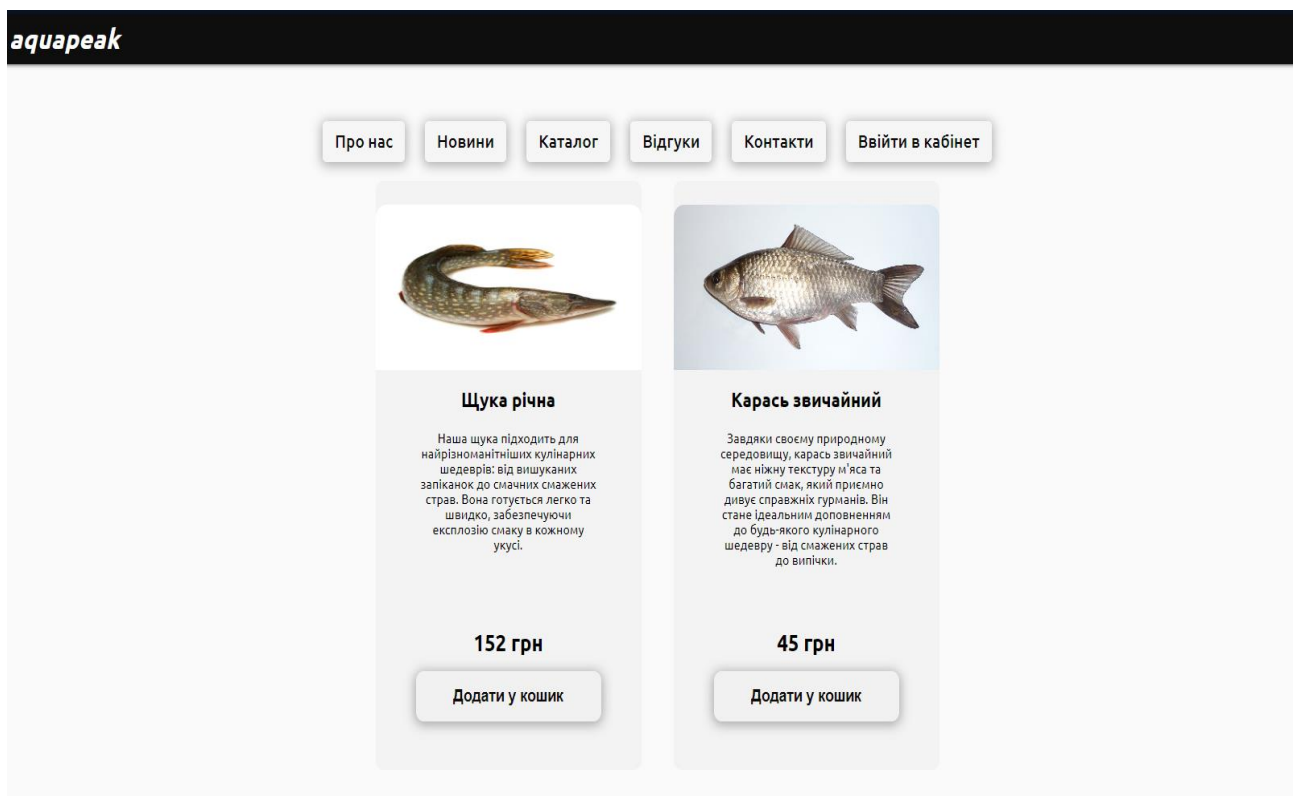 aquapeak
Про нас
Новини
Каталог
Відгуки
Контакти
Ввійти в кабінет
Щука річна
Наша щука підходить для
найрізноманітніших кулінарних
шедеврів: від вишуканих
запіканок до смачних смажених
страв. Вона готується легко та
швидко, забезпечуючи
експлозію смаку в кожному
укусі.
152 грн
Додати у кошик
Карась звичайний
Завдяки своєму природному
середовищу, карась звичайний
має ніжну текстуру м'яса та
багатий смак, який приємно
дивує справжніх гурманів. Він
стане ідеальним доповненням
до будь-якого кулінарного
шедевру - від смажених страв
до випічки.
45 грн
Додати у кошик